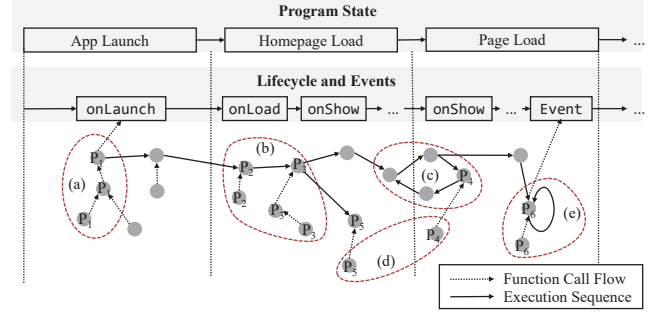 Program State
App Launch Homepage Load Page Load ...
Lifecycle and Events
onLaunch onLoad onShow ... onShow ... Event ...
(b)
P1 P2 P3 (c)
(a) P P4
P2 P6 (e)
P1 P3 P5
P3 P4
(d) P6
P5
Function Call Flow
Execution Sequence